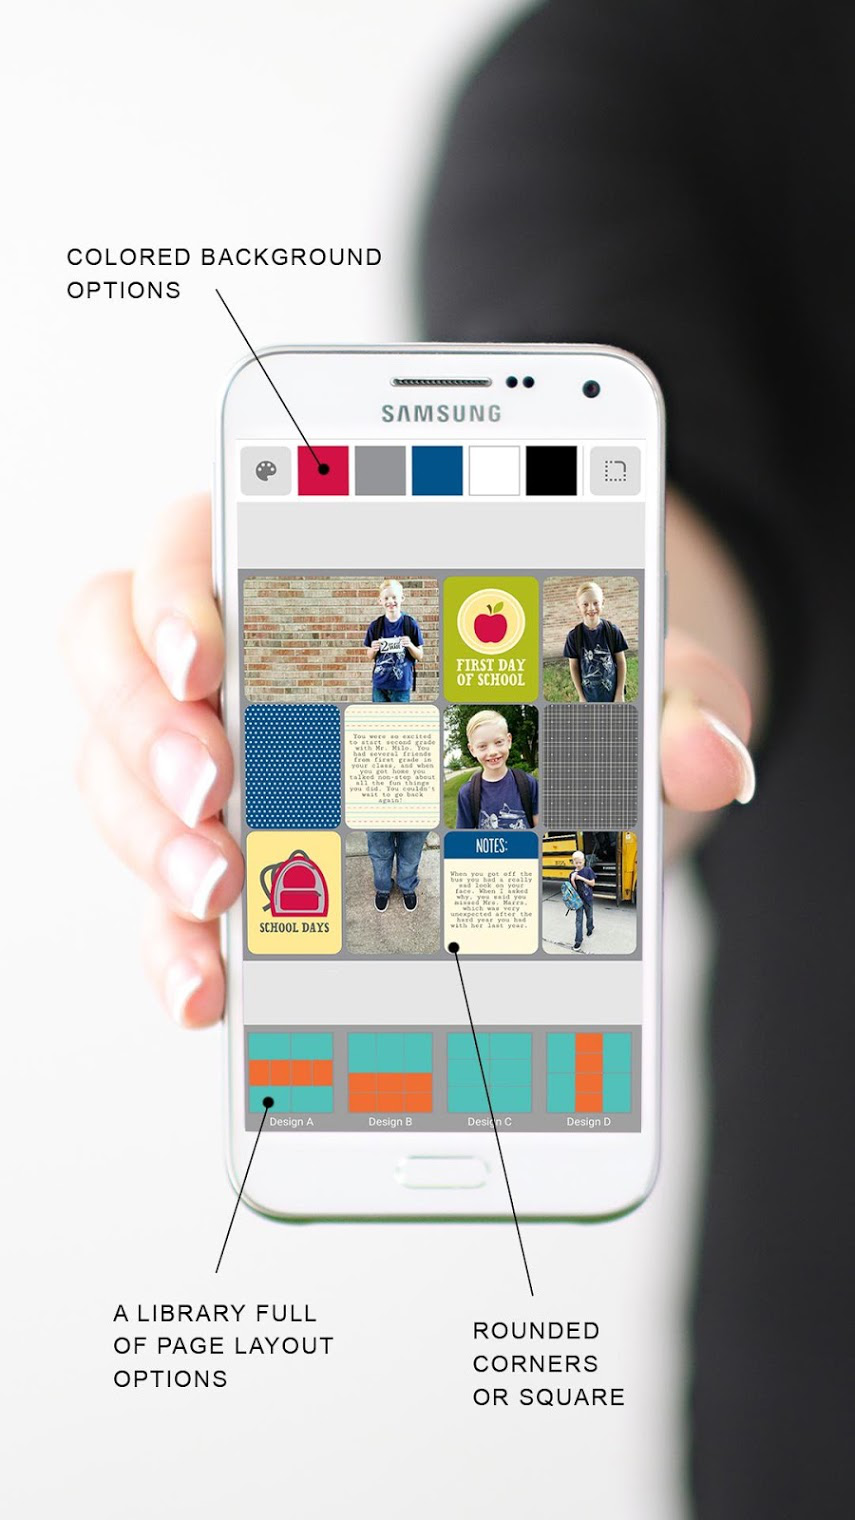 COLORED BACKGROUND
OPTIONS
SAMSUNG
FIRST DAY
OF SCHOOL
You were so excited
to start second grade
with Mr. Milo. You
had several friends
from first grade in
your class, and when
you got home you
talked non-stop about
all the fun things
you did. You couldn't
wait to go back
again!
NOTES:
When you got off the
bus you had a really
sad look on your
face. When I asked
why, you said you
missed Mrs. Marrs,
which was very
unexpected after the
hard year you had
with her last year.
SCHOOL DAYS
Design A
Design B
Design C
Design D
A LIBRARY FULL
OF PAGE LAYOUT
OPTIONS
ROUNDED
CORNERS
OR SQUARE